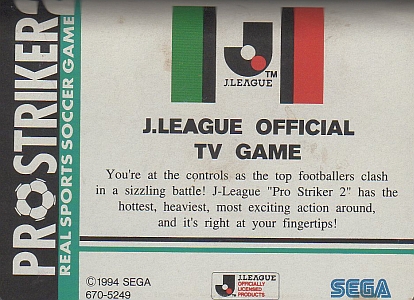 PRO STRIKER 2
REAL SPORTS SOCCER GAME
J
TM
J.LEAGUE
J.LEAGUE OFFICIAL
TV GAME
You're at the controls as the top footballers clash
in a sizzling battle! J-League "Pro Striker 2" has the
hottest, heaviest, most exciting action around,
and it's right at your fingertips!
©1994 SEGA
670-5249
J.LEAGUE
OFFICIALLY
LICENSED
PRODUCTS
SEGA